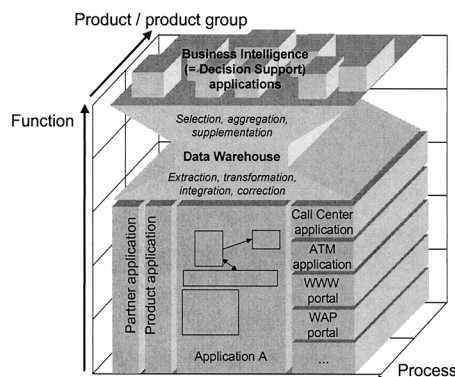 Product / product group
Business Intelligence
(= Decision Support)
applications
Function
Selection, aggregation,
supplementation
Data Warehouse
Extraction, transformation,
integration, correction
Partner application
Product application
Application A
Call Center
application
ATM
application
WWW
portal
WAP
portal
...
Process